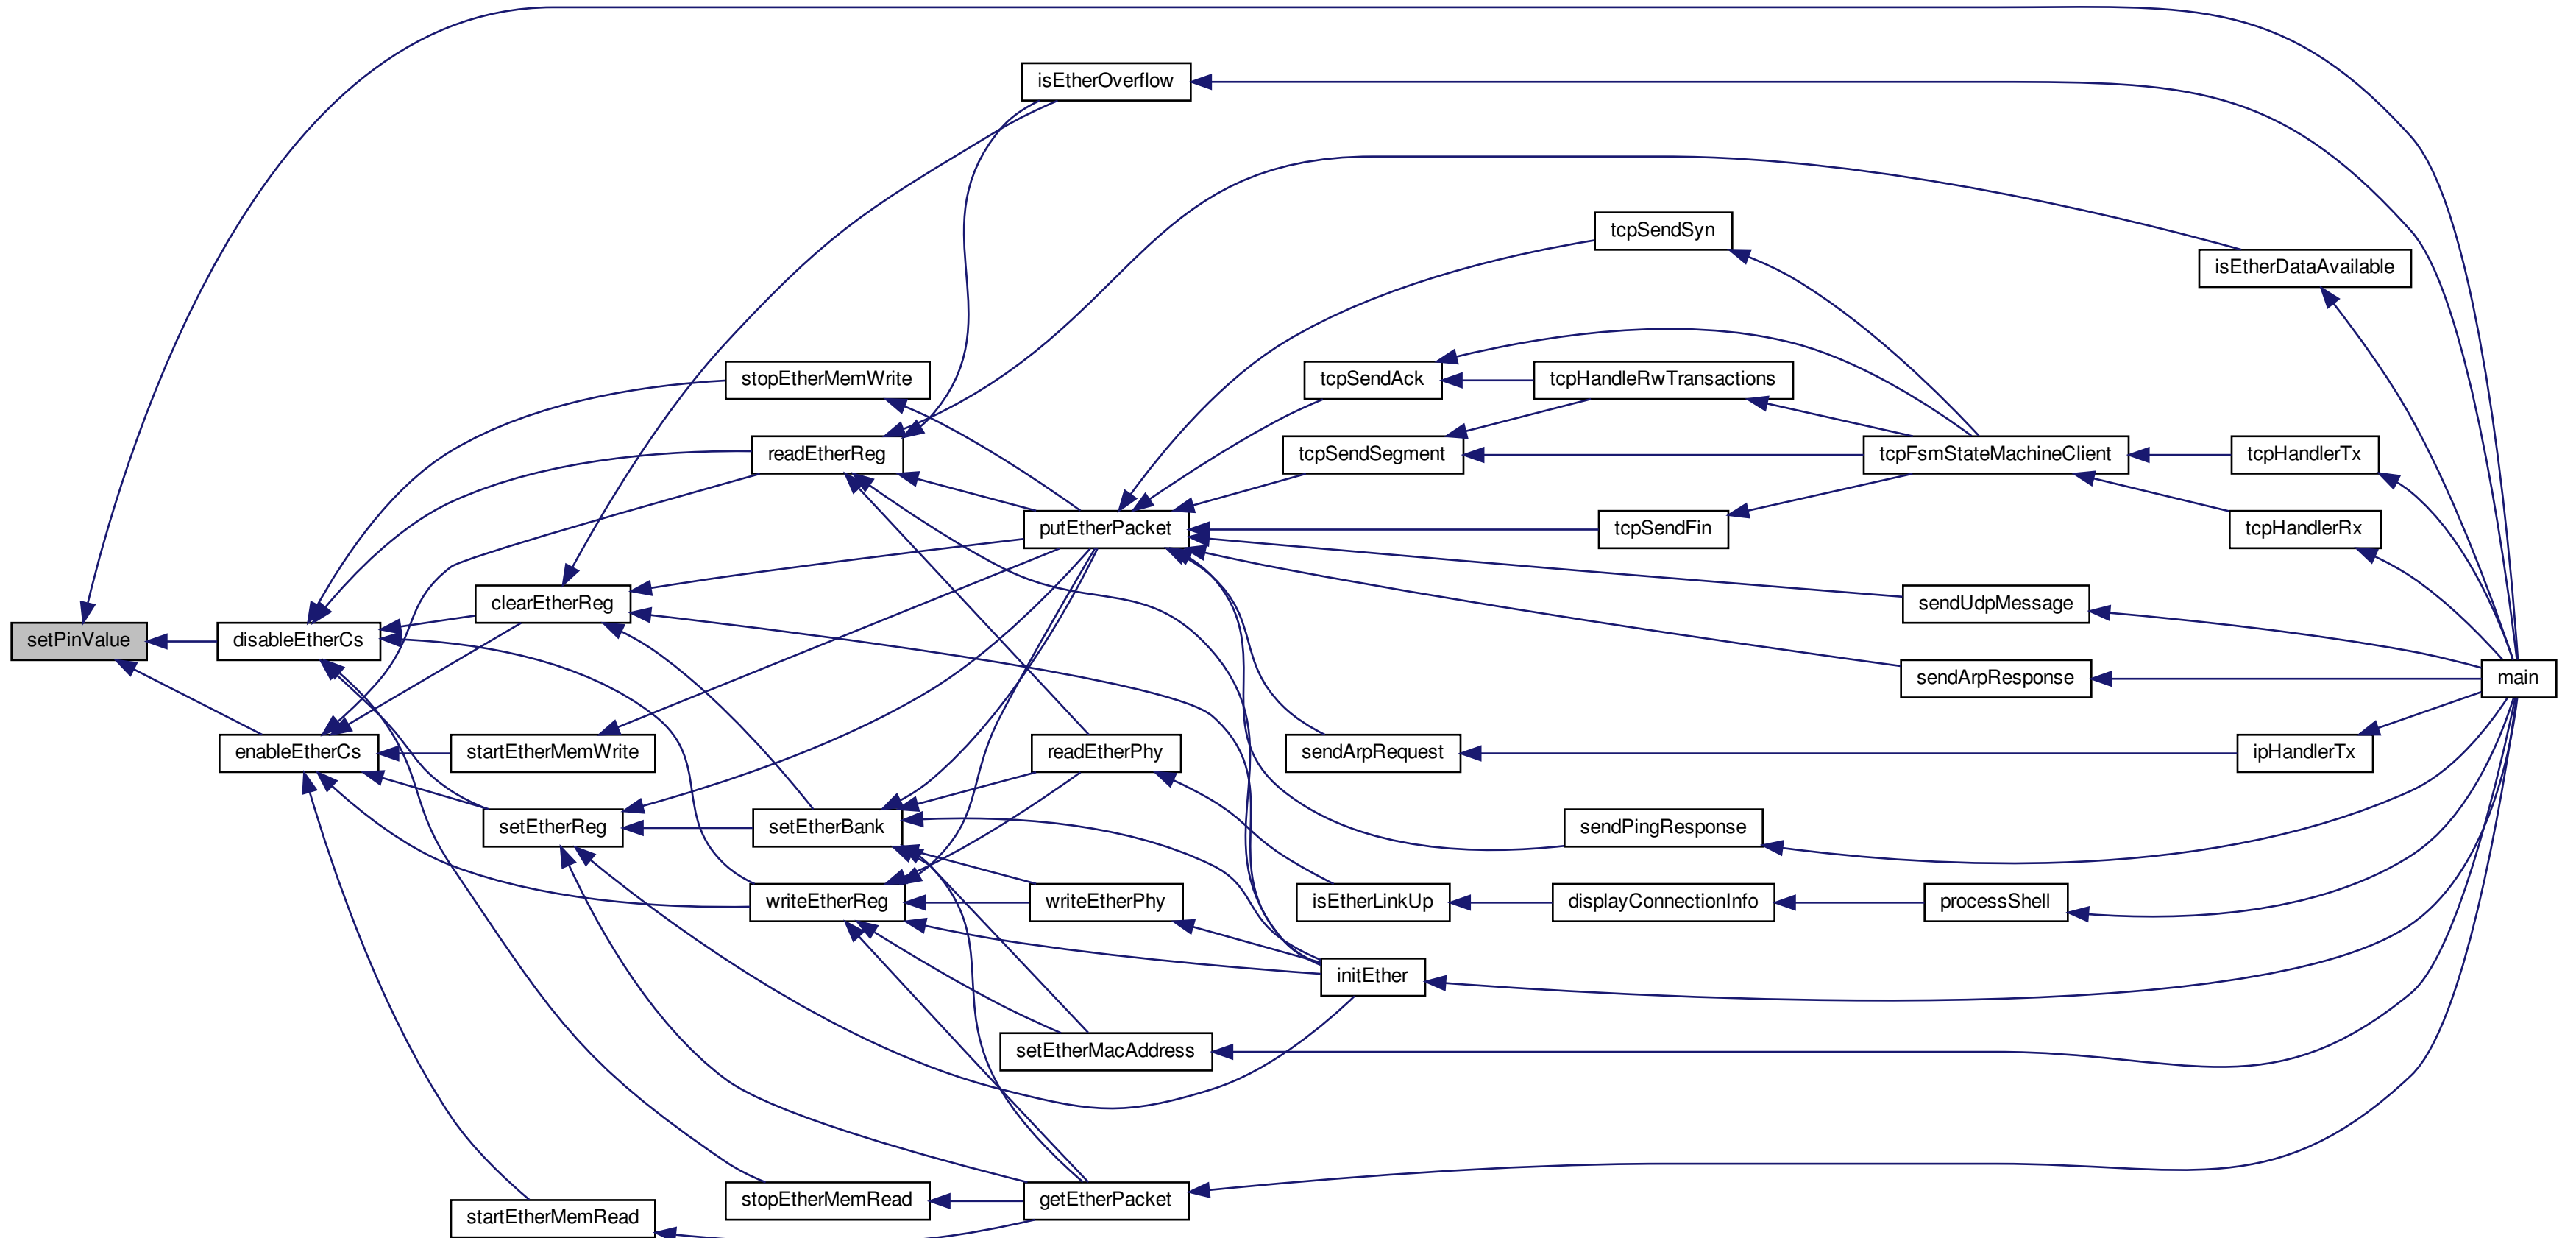 isEtherOverflow
tcpSendSyn
isEtherDataAvailable
stopEtherMemWrite
tcpSendAck
tcpHandleRwTransactions
readEtherReg
tcpSendSegment
tcpFsmStateMachineClient
tcpHandlerTx
putEtherPacket
tcpSendFin
tcpHandlerRx
clearEtherReg
sendUdpMessage
setPinValue
disableEtherCs
sendArpResponse
main
enableEtherCs
startEtherMemWrite
readEtherPhy
sendArpRequest
ipHandlerTx
setEtherReg
setEtherBank
sendPingResponse
writeEtherReg
writeEtherPhy
isEtherLinkUp
displayConnectionInfo
processShell
initEther
setEtherMacAddress
stopEtherMemRead
getEtherPacket
startEtherMemRead